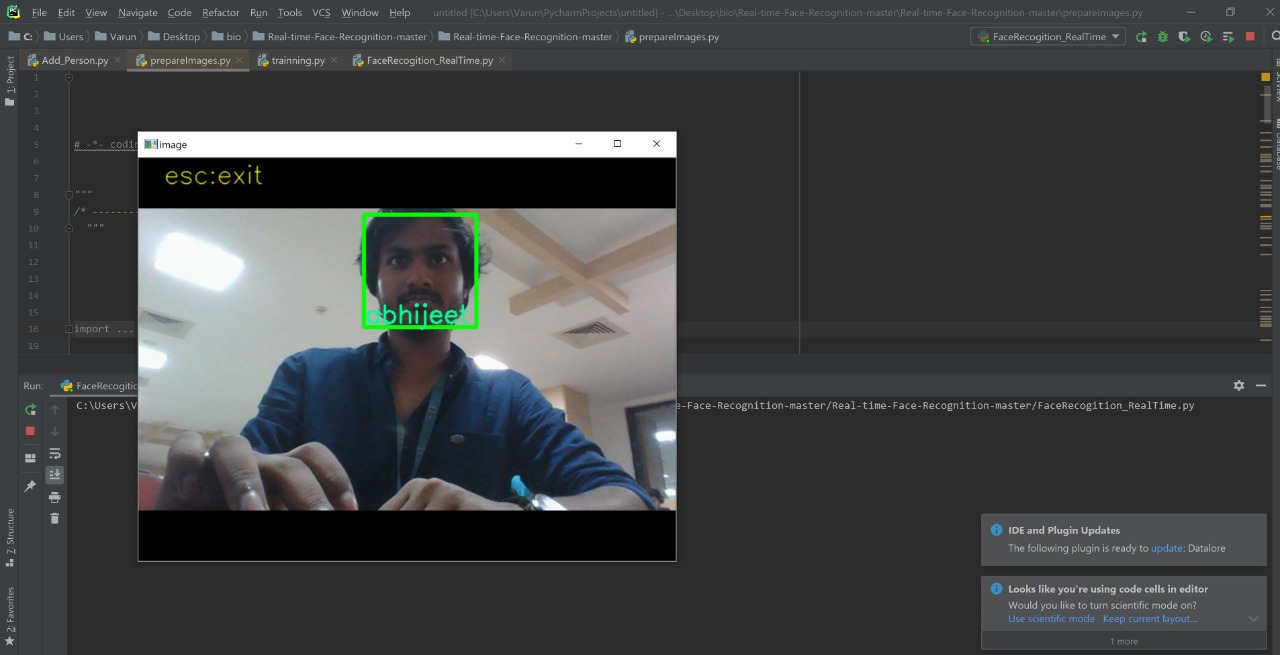 File Edit View Navigate Code Refactor Run Tools VCS Window Help untitled [C:\Users\Varun\PycharmProjects\untitled] - ...\Desktop\bio\Real-time-Face-Recognition-master\Real-time-Face-Recognition-master\prepareImages.py
C: Users Varun Desktop bio Real-time-Face-Recognition-master Real-time-Face-Recognition-master prepareImages.py FaceRecogition_RealTime
Add_Person.py prepareImages.py trainning.py FaceRecogition_RealTime.py
1: Project
1
2
3
4
5 # -*- codin
6
7
8 """
9 /* --------
10 """
11
12
13
14
15
16 import ...
19
image
esc:exit
abhijeet
Run: FaceRecogitic
C:\Users\V
e-Face-Recognition-master/Real-time-Face-Recognition-master/FaceRecogition_RealTime.py
7: Structure
2: Favorites
IDE and Plugin Updates
The following plugin is ready to update: Datalore
Looks like you're using code cells in editor
Would you like to turn scientific mode on?
Use scientific mode Keep current layout...
1 more